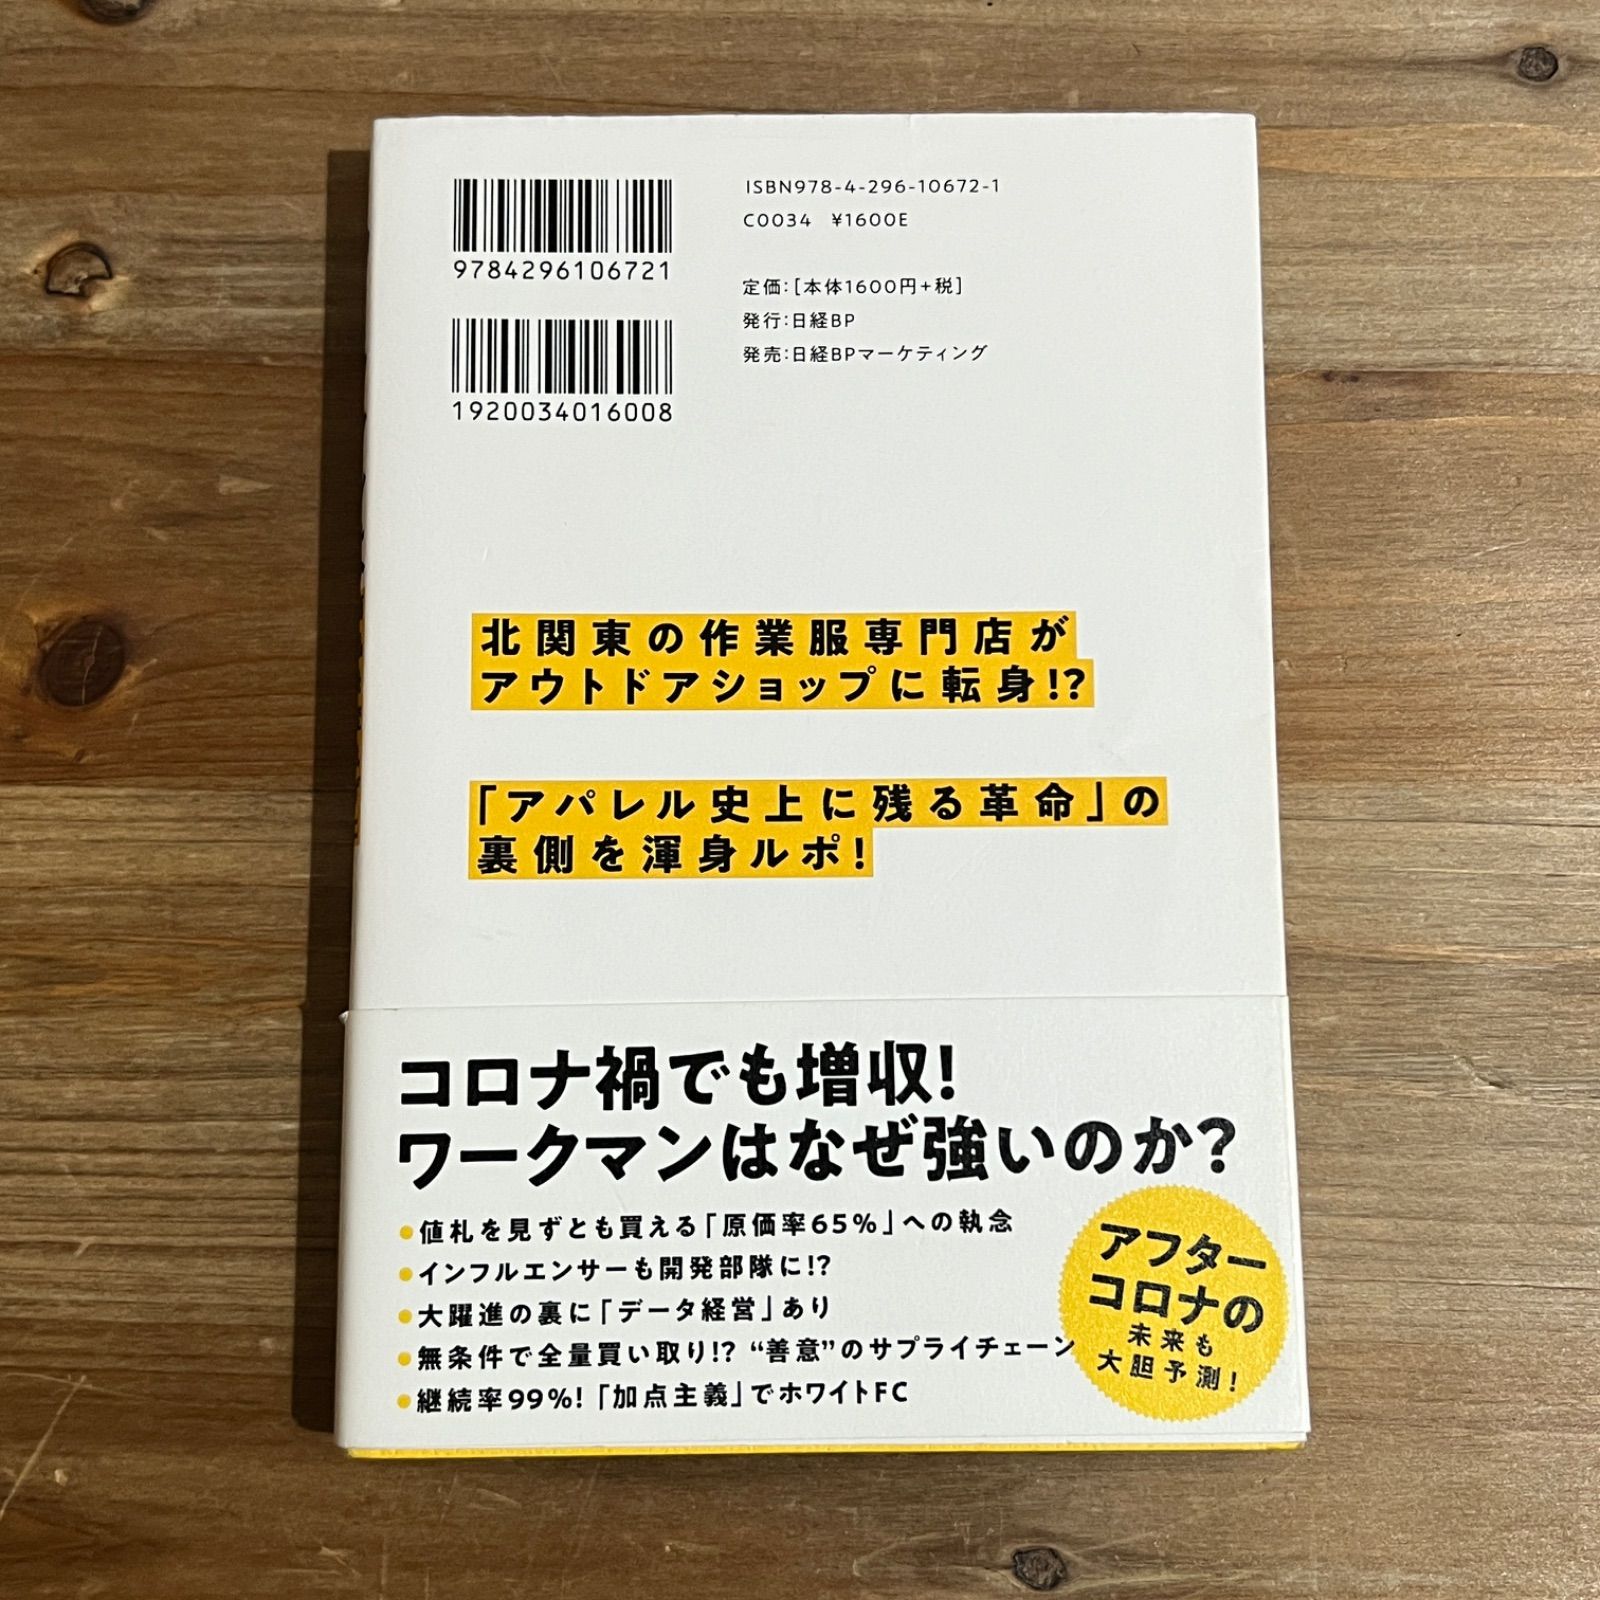 ISBN978-4-296-10672-1
C0034 ¥1600E
9784296106721
定価：[本体1600円+税]
発行：日経BP
発売：日経BPマーケティング
1920034016008
北関東の作業服専門店が
アウトドアショップに転身!?
「アパレル史上に残る革命」の
裏側を渾身ルポ！
コロナ禍でも増収！
ワークマンはなぜ強いのか？
●値札を見ずとも買える「原価率65%」への執念
●インフルエンサーも開発部隊に!?
●大躍進の裏に「データ経営」あり
●無条件で全量買い取り!? “善意”のサプライチェーン
●継続率99%！「加点主義」でホワイトFC
アフター
コロナの
未来も
大胆予測！